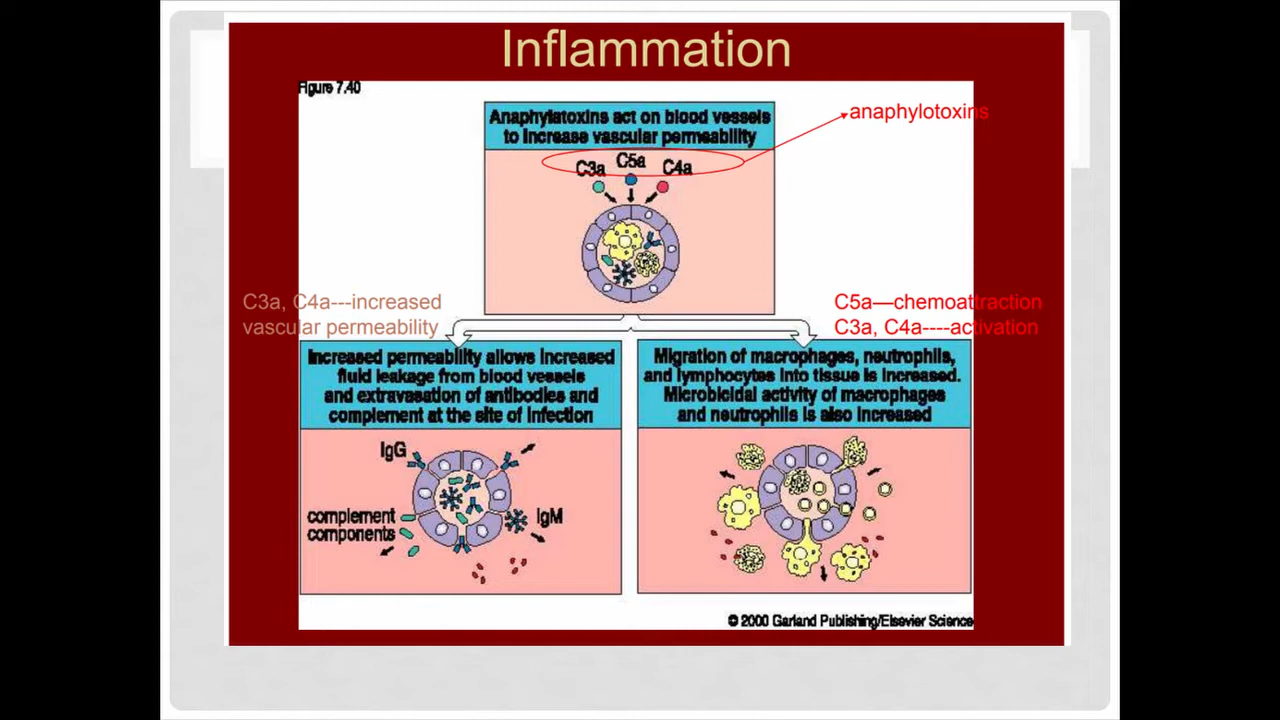 Inflammation
Figure 7.40
Anaphylatoxins act on blood vessels
to increase vascular permeability
anaphylotoxins
C3a C5a C4a
C3a, C4a---increased
vascular permeability
C5a—chemoattraction
C3a, C4a----activation
Increased permeability allows increased
fluid leakage from blood vessels
and extravasation of antibodies and
complement at the site of infection
Migration of macrophages, neutrophils,
and lymphocytes into tissue is increased.
Microbicidal activity of macrophages
and neutrophils is also increased
IgG
complement
components
IgM
© 2000 Garland Publishing/Elsevier Science